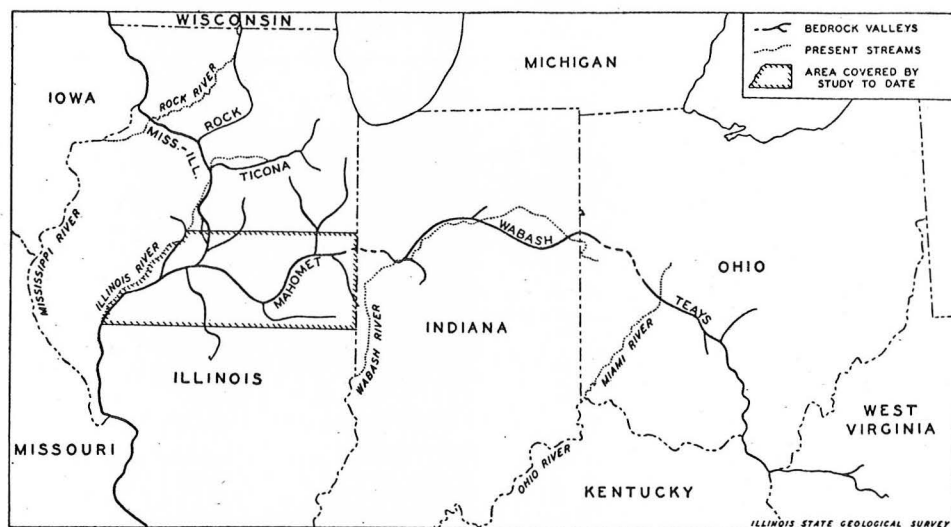 WISCONSIN
BEDROCK VALLEYS
PRESENT STREAMS
AREA COVERED BY
STUDY TO DATE
MICHIGAN
IOWA
ROCK RIVER
ROCK
MISS.-ILL.
TICONA
MISSISSIPPI RIVER
ILLINOIS RIVER
MAHOMET
WABASH
OHIO
TEAYS
INDIANA
WABASH RIVER
MIAMI RIVER
ILLINOIS
WEST
VIRGINIA
MISSOURI
OHIO RIVER
KENTUCKY
ILLINOIS STATE GEOLOGICAL SURVEY